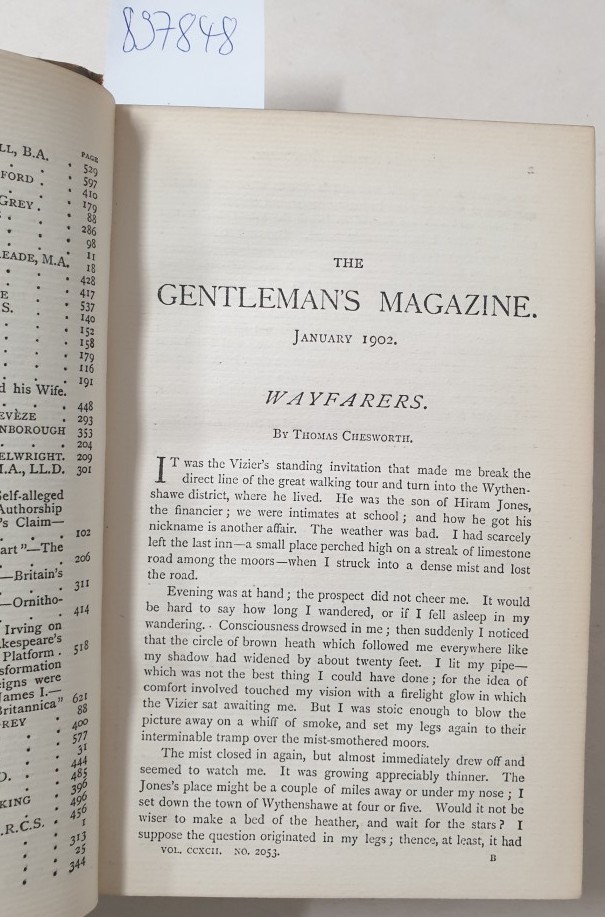 837848
LL, B.A.
PAGE
529
FORD . 597
410
GREY . 179
88
286
98
11
EADE, M.A. 18
428
E 417
S. 537
140
152
158
179
116
191
d his Wife.
448
EVÈZE 293
NBOROUGH 353
204
ELWRIGHT. 209
I.A., LL.D. 301
Self-alleged
Authorship
's Claim—
102
art"—The
206
—Britain's
311
—Ornitho-
414
Irving on
kespeare's
Platform . 518
sformation
eigns were
James I.—
Britannica" 621
GREY 88
400
577
31
444
D. 485
396
KING 496
456
.R.C.S. 1
313
25
344
THE
GENTLEMAN'S MAGAZINE.
JANUARY 1902.
WAYFARERS.
BY THOMAS CHESWORTH.
IT was the Vizier's standing invitation that made me break the
direct line of the great walking tour and turn into the Wythen-
shawe district, where he lived. He was the son of Hiram Jones,
the financier; we were intimates at school; and how he got his
nickname is another affair. The weather was bad. I had scarcely
left the last inn—a small place perched high on a streak of limestone
road among the moors—when I struck into a dense mist and lost
the road.
Evening was at hand; the prospect did not cheer me. It would
be hard to say how long I wandered, or if I fell asleep in my
wandering. Consciousness drowsed in me; then suddenly I noticed
that the circle of brown heath which followed me everywhere like
my shadow had widened by about twenty feet. I lit my pipe—
which was not the best thing I could have done; for the idea of
comfort involved touched my vision with a firelight glow in which
the Vizier sat awaiting me. But I was stoic enough to blow the
picture away on a whiff of smoke, and set my legs again to their
interminable tramp over the mist-smothered moors.
The mist closed in again, but almost immediately drew off and
seemed to watch me. It was growing appreciably thinner. The
Jones's place might be a couple of miles away or under my nose; I
set down the town of Wythenshawe at four or five. Would it not be
wiser to make a bed of the heather, and wait for the stars? I
suppose the question originated in my legs; thence, at least, it had
VOL. CCXCII. NO. 2053.
B